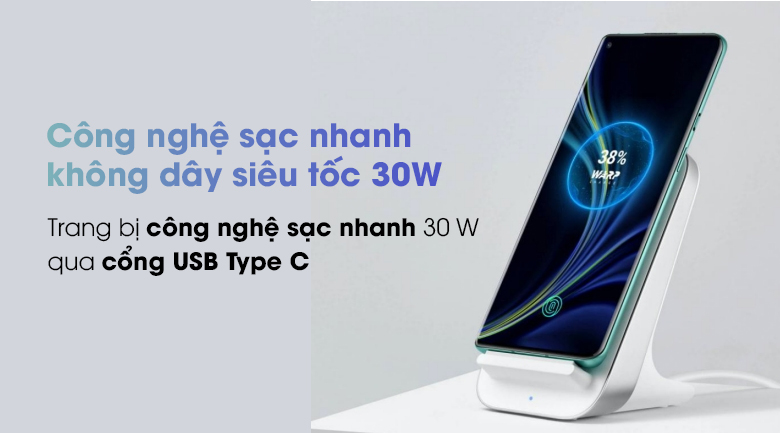 Công nghệ sạc nhanh
không dây siêu tốc 30W
Trang bị công nghệ sạc nhanh 30 W
qua cổng USB Type C
38%
WARP
CHARGE